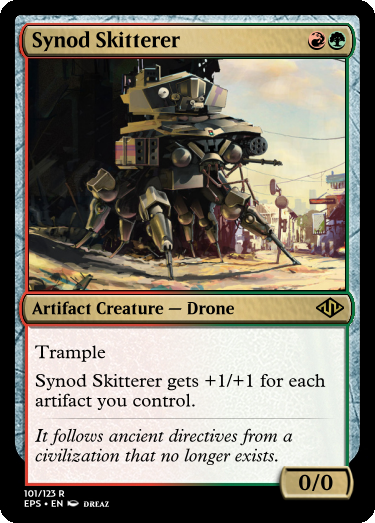 Synod Skitterer
Artifact Creature — Drone
Trample
Synod Skitterer gets +1/+1 for each
artifact you control.
It follows ancient directives from a
civilization that no longer exists.
0/0
101/123 R
EPS • EN DREAZ